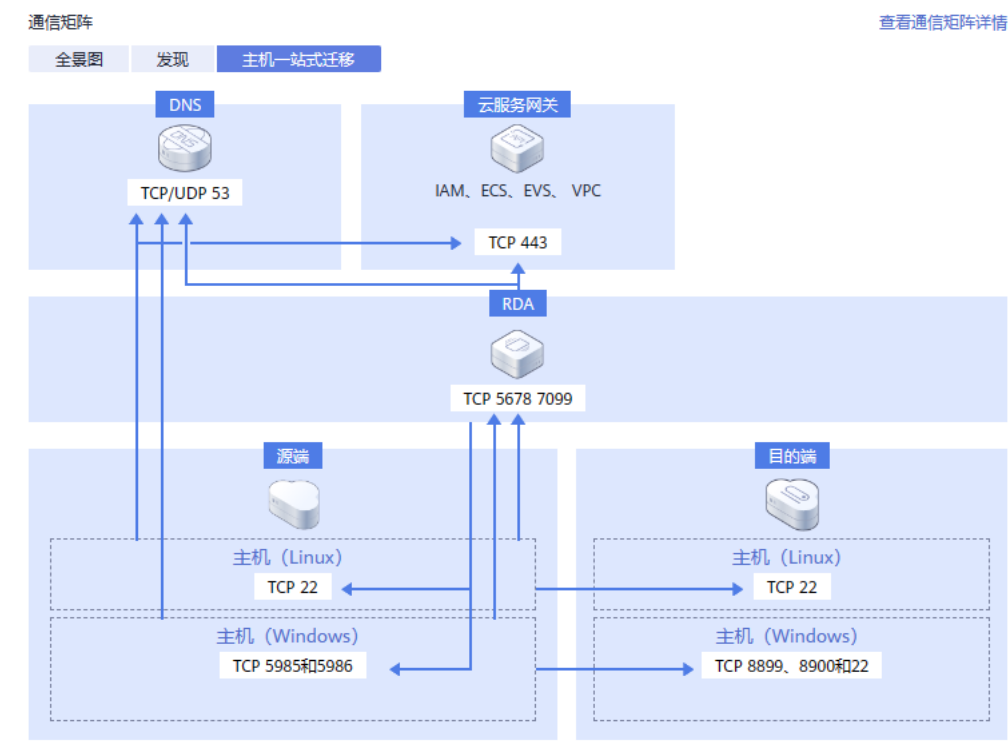 通信矩阵
查看通信矩阵详情
全景图
发现
主机一站式迁移
DNS
云服务网关
TCP/UDP 53
IAM、ECS、EVS、 VPC
TCP 443
RDA
TCP 5678 7099
源端
目的端
主机（Linux）
主机（Linux）
TCP 22
TCP 22
主机（Windows）
主机（Windows）
TCP 5985和5986
TCP 8899、8900和22